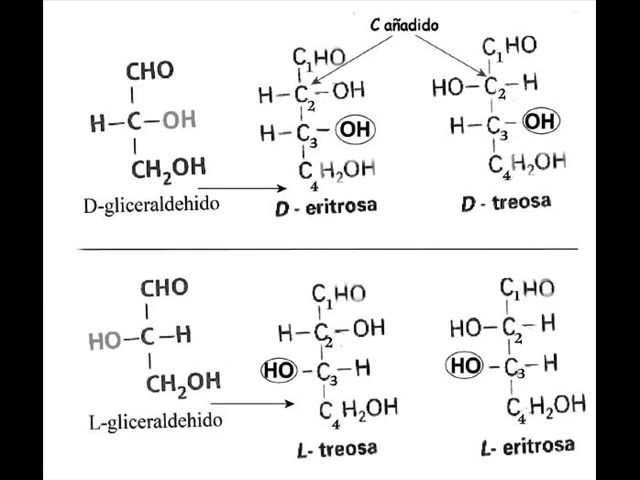 C añadido
CHO
H–C–OH
CH₂OH
D-gliceraldehido
C₁HO
H–C₂–OH
H–C₃–OH
C₄H₂OH
D - eritrosa
C₁HO
HO–C₂–H
H–C₃–OH
C₄H₂OH
D - treosa
CHO
HO–C–H
CH₂OH
L-gliceraldehido
C₁HO
H–C₂–OH
HO–C₃–H
C₄H₂OH
L- treosa
C₁HO
HO–C₂–H
HO–C₃–H
C₄H₂OH
L- eritrosa